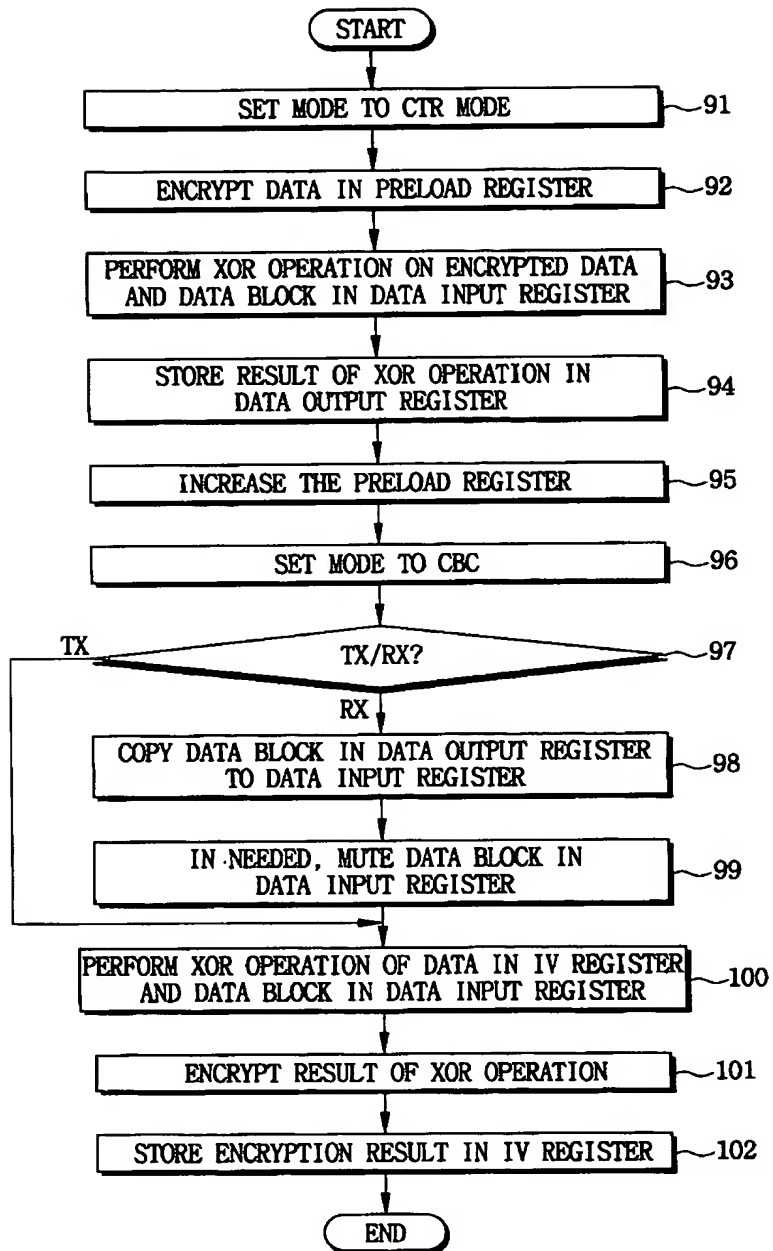 START
SET MODE TO CTR MODE
91
ENCRYPT DATA IN PRELOAD REGISTER
92
PERFORM XOR OPERATION ON ENCRYPTED DATA
AND DATA BLOCK IN DATA INPUT REGISTER
93
STORE RESULT OF XOR OPERATION IN
DATA OUTPUT REGISTER
94
INCREASE THE PRELOAD REGISTER
95
SET MODE TO CBC
96
TX
TX/RX?
97
RX
COPY DATA BLOCK IN DATA OUTPUT REGISTER
TO DATA INPUT REGISTER
98
IN NEEDED, MUTE DATA BLOCK IN
DATA INPUT REGISTER
99
PERFORM XOR OPERATION OF DATA IN IV REGISTER
AND DATA BLOCK IN DATA INPUT REGISTER
100
ENCRYPT RESULT OF XOR OPERATION
101
STORE ENCRYPTION RESULT IN IV REGISTER
102
END